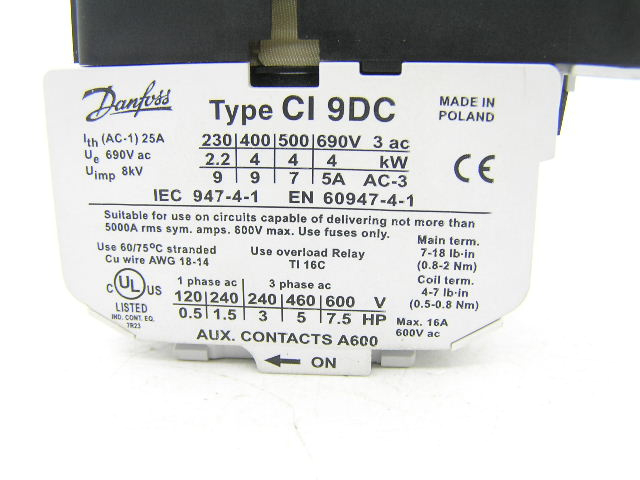 Danfoss
Type CI 9DC
MADE IN
POLAND
Ith (AC-1) 25A
Ue 690V ac
Uimp 8kV
230 400 500 690V 3 ac
2.2 4 4 4 kW
9 9 7 5A AC-3
CE
IEC 947-4-1 EN 60947-4-1
Suitable for use on circuits capable of delivering not more than
5000A rms sym. amps. 600V max. Use fuses only.
Use 60/75°C stranded
Cu wire AWG 18-14
Use overload Relay
TI 16C
Main term.
7-18 lb·in
(0.8-2 Nm)
Coil term.
4-7 lb·in
(0.5-0.8 Nm)
C UL US
LISTED
IND. CONT. EQ.
7R23
1 phase ac 3 phase ac
120 240 240 460 600 V
0.5 1.5 3 5 7.5 HP
Max. 16A
600V ac
AUX. CONTACTS A600
← ON